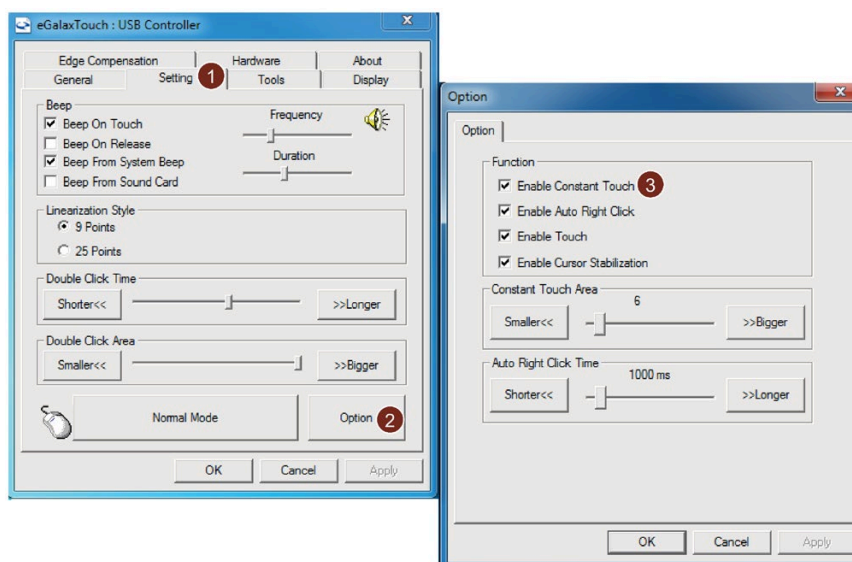 eGalaxTouch : USB Controller
Edge Compensation Hardware About
General Setting 1 Tools Display
Beep
Beep On Touch
Beep On Release
Beep From System Beep
Beep From Sound Card
Frequency
Duration
Linearization Style
9 Points
25 Points
Double Click Time
Shorter<< >>Longer
Double Click Area
Smaller<< >>Bigger
Normal Mode Option 2
OK Cancel Apply
Option
Option
Function
Enable Constant Touch 3
Enable Auto Right Click
Enable Touch
Enable Cursor Stabilization
Constant Touch Area
6
Smaller<< >>Bigger
Auto Right Click Time
1000 ms
Shorter<< >>Longer
OK Cancel Apply